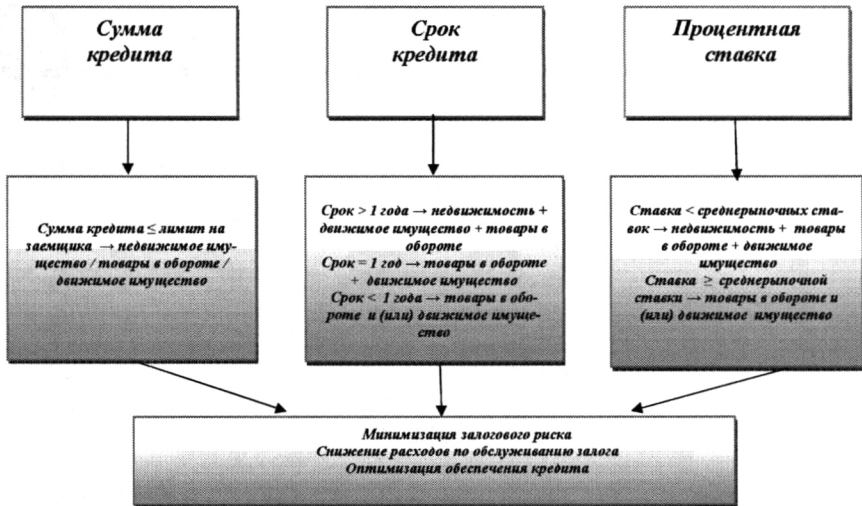 Сумма
кредита
Срок
кредита
Процентная
ставка
Сумма кредита ≤ лимит на
заемщика → недвижимое иму-
щество / товары в обороте /
движимое имущество
Срок > 1 года → недвижимость +
движимое имущество + товары в
обороте
Срок = 1 год → товары в обороте
+ движимое имущество
Срок < 1 года → товары в обо-
роте и (или) движимое имуще-
ство
Ставка < среднерыночных ста-
вок → недвижимость + товары
в обороте + движимое
имущество
Ставка ≥ среднерыночной
ставки → товары в обороте и
(или) движимое имущество
Минимизация залогового риска
Снижение расходов по обслуживанию залога
Оптимизация обеспечения кредита